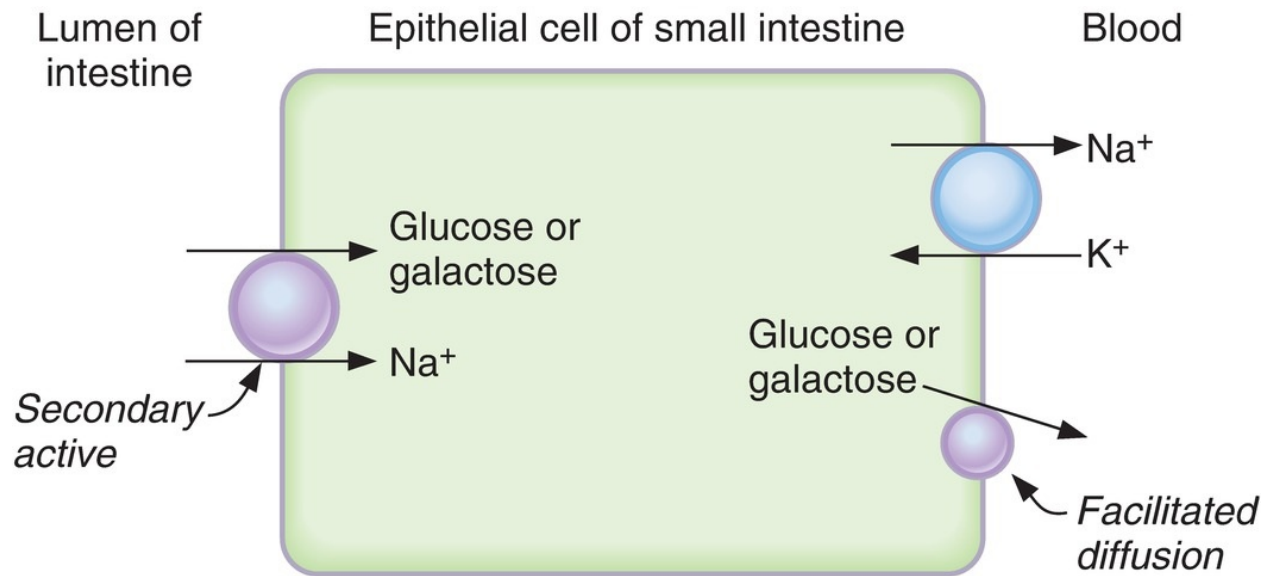 Lumen of
intestine
Epithelial cell of small intestine
Blood
Na⁺
Glucose or
galactose
K⁺
Glucose or
galactose
Na⁺
Secondary
active
Facilitated
diffusion